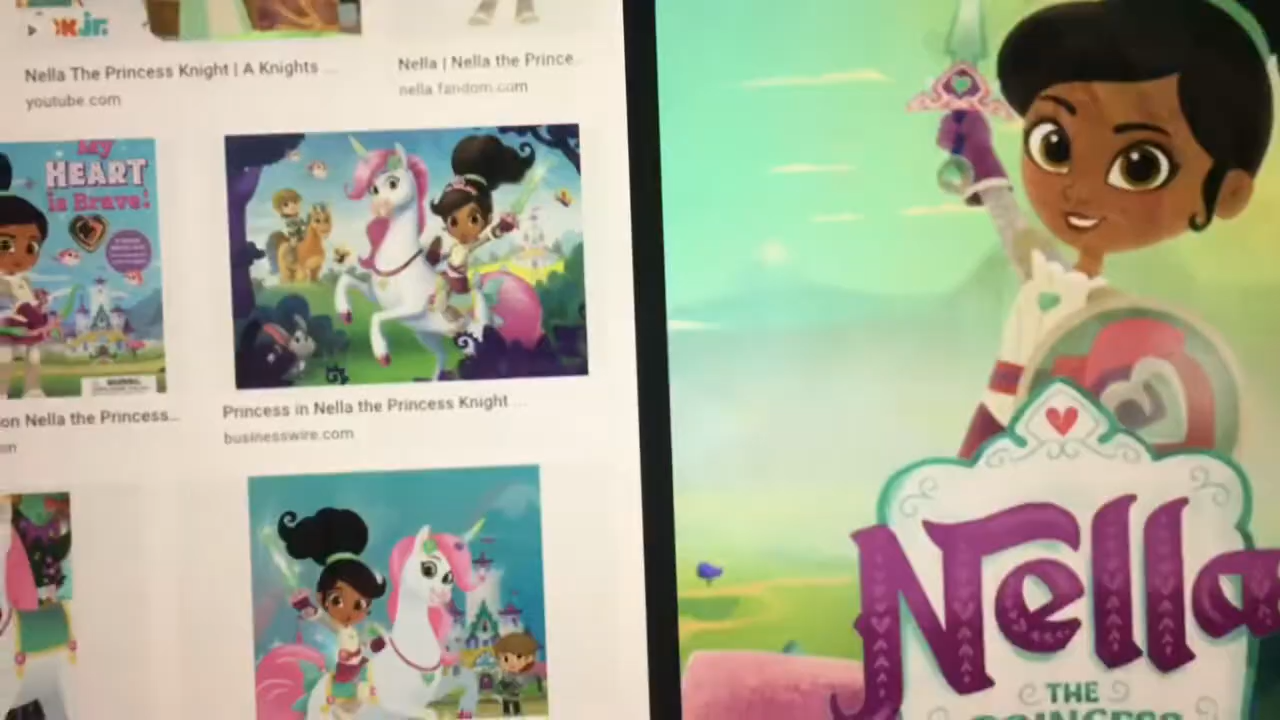 jr.
Nella The Princess Knight | A Knights ...
youtube.com
Nella | Nella the Prince
nella.fandom.com
My
HEART
is Brave!
on Nella the Princess...
Princess in Nella the Princess Knight ...
businesswire.com
Nella
THE
PRINCESS